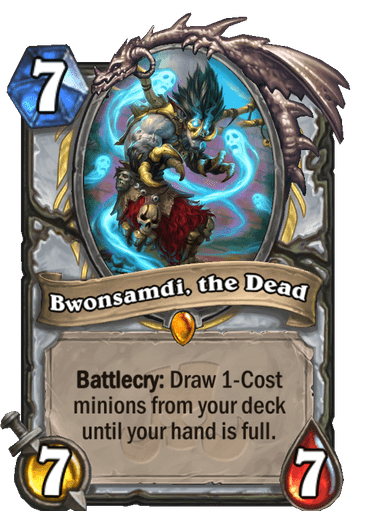 7
Bwonsamdi, the Dead
Battlecry: Draw 1-Cost
minions from your deck
until your hand is full.
7
7